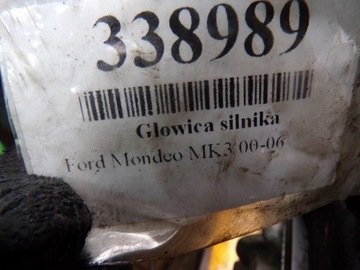 338989
Glowica silnika
Ford Mondeo MK3 00-06